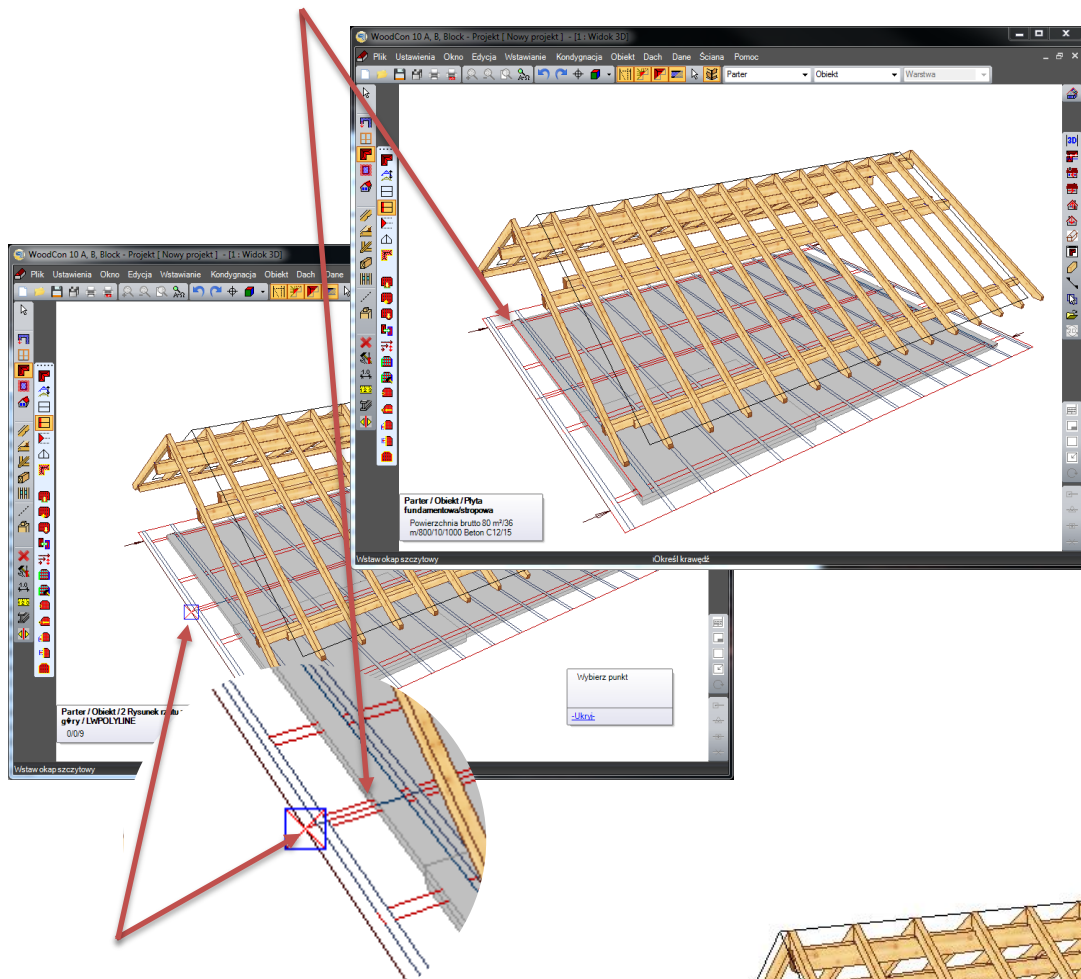 WoodCon 10 A, B, Block - Projekt [ Nowy projekt ] - [1 : Widok 3D]
Plik Ustawienia Okno Edycja Wstawianie Kondygnacja Obiekt Dach Dane Ściana Pomoc
Parter Obiekt Warstwa
3D
Parter / Obiekt / Płyta
fundamentowa/stropowa
Powierzchnia brutto 80 m²/36
m/800/10/1000 Beton C12/15
Wstaw okap szczytowy Określ krawędź
WoodCon 10 A, B, Block - Projekt [ Nowy projekt ] - [1 : Widok 3D]
Plik Ustawienia Okno Edycja Wstawianie Kondygnacja Obiekt Dach Dane
Wybierz punkt
-Ukryj-
Parter / Obiekt / 2 Rysunek rzutu
g♦ry / LWPOLYLINE
0/0/9
Wstaw okap szczytowy